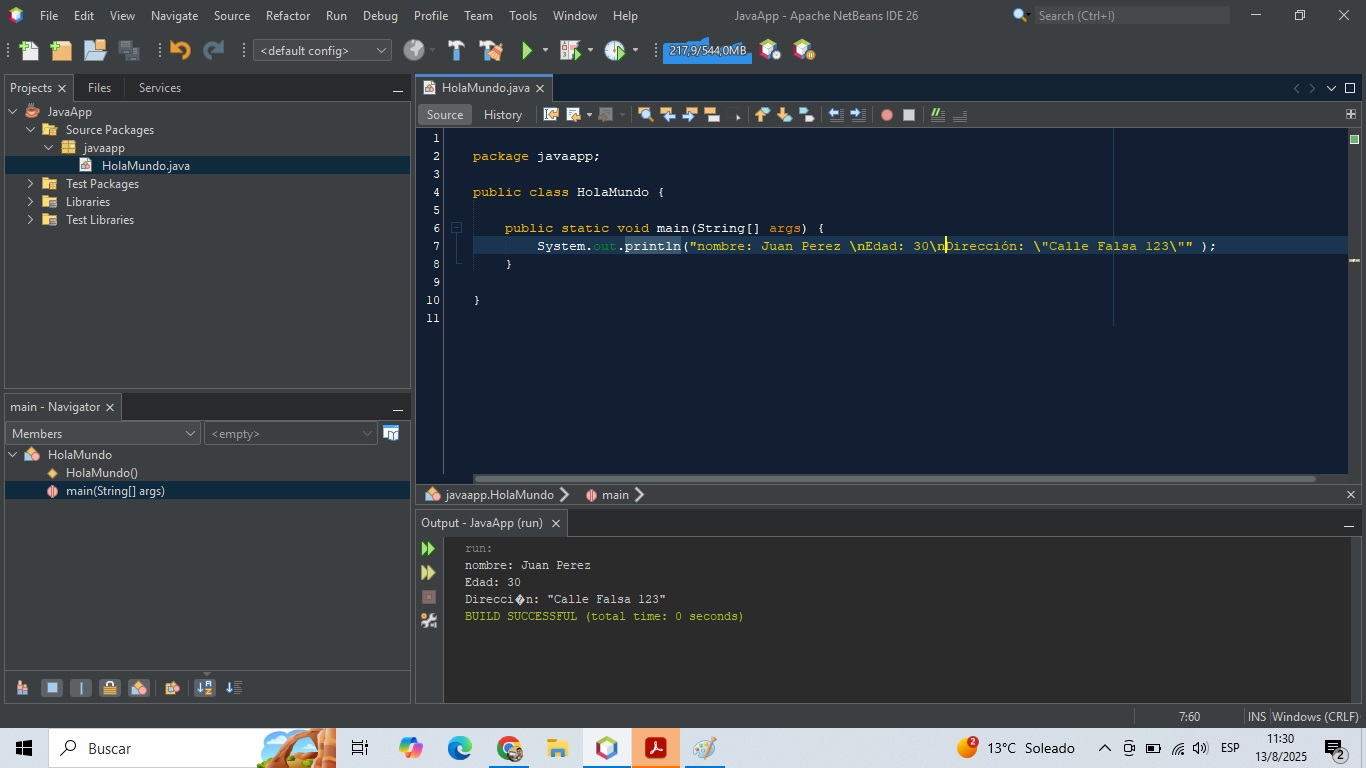 File Edit View Navigate Source Refactor Run Debug Profile Team Tools Window Help JavaApp - Apache NetBeans IDE 26 Search (Ctrl+I)
<default config> 217,9/544,0MB
Projects Files Services
JavaApp
Source Packages
javaapp
HolaMundo.java
Test Packages
Libraries
Test Libraries
main - Navigator
Members <empty>
HolaMundo
HolaMundo()
main(String[] args)
HolaMundo.java
Source History
1
2 package javaapp;
3
4 public class HolaMundo {
5
6 public static void main(String[] args) {
7 System.out.println("nombre: Juan Perez \nEdad: 30\nDirección: \"Calle Falsa 123\"" );
8 }
9
10 }
11
javaapp.HolaMundo main
Output - JavaApp (run)
run:
nombre: Juan Perez
Edad: 30
Direcci�n: "Calle Falsa 123"
BUILD SUCCESSFUL (total time: 0 seconds)
7:60 INS Windows (CRLF)
Buscar 2 13°C Soleado ESP 11:30
13/8/2025 2